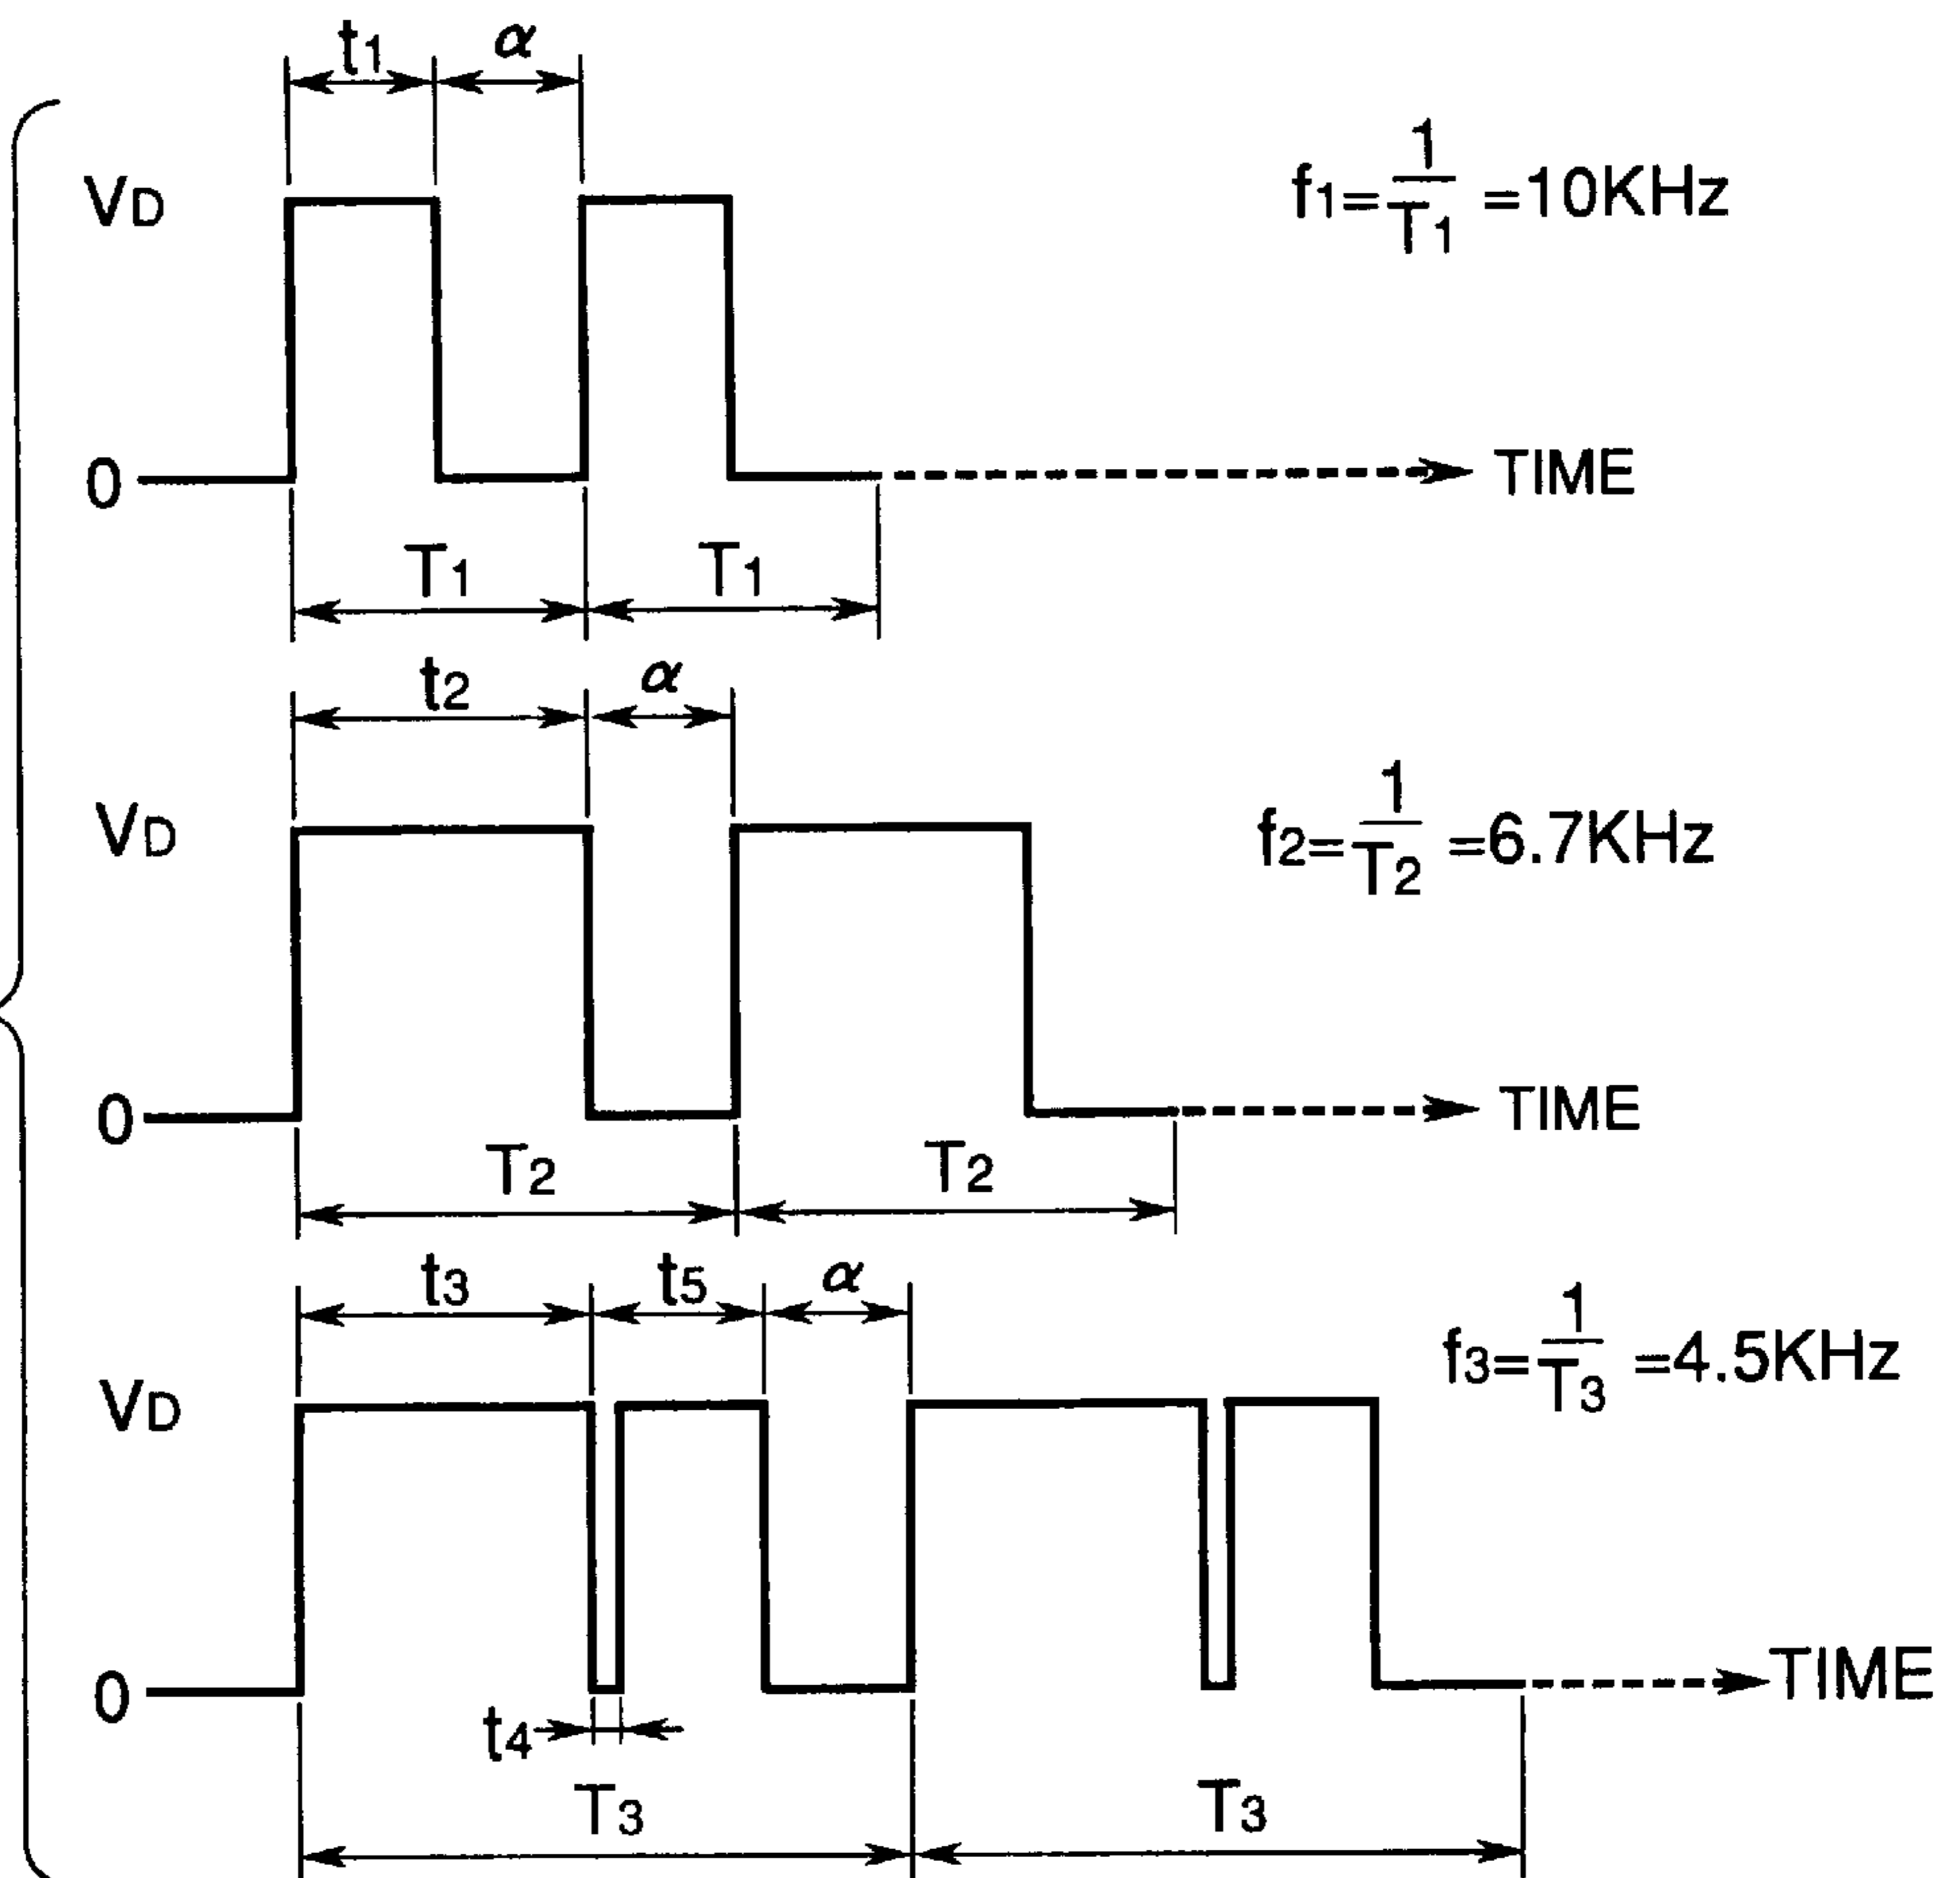 t1 α
VD
f1=1/T1=10KHz
0
TIME
T1 T1
t2 α
VD
f2=1/T2=6.7KHz
0
TIME
T2 T2
t3 t5 α
VD
f3=1/T3=4.5KHz
0
TIME
t4
T3 T3